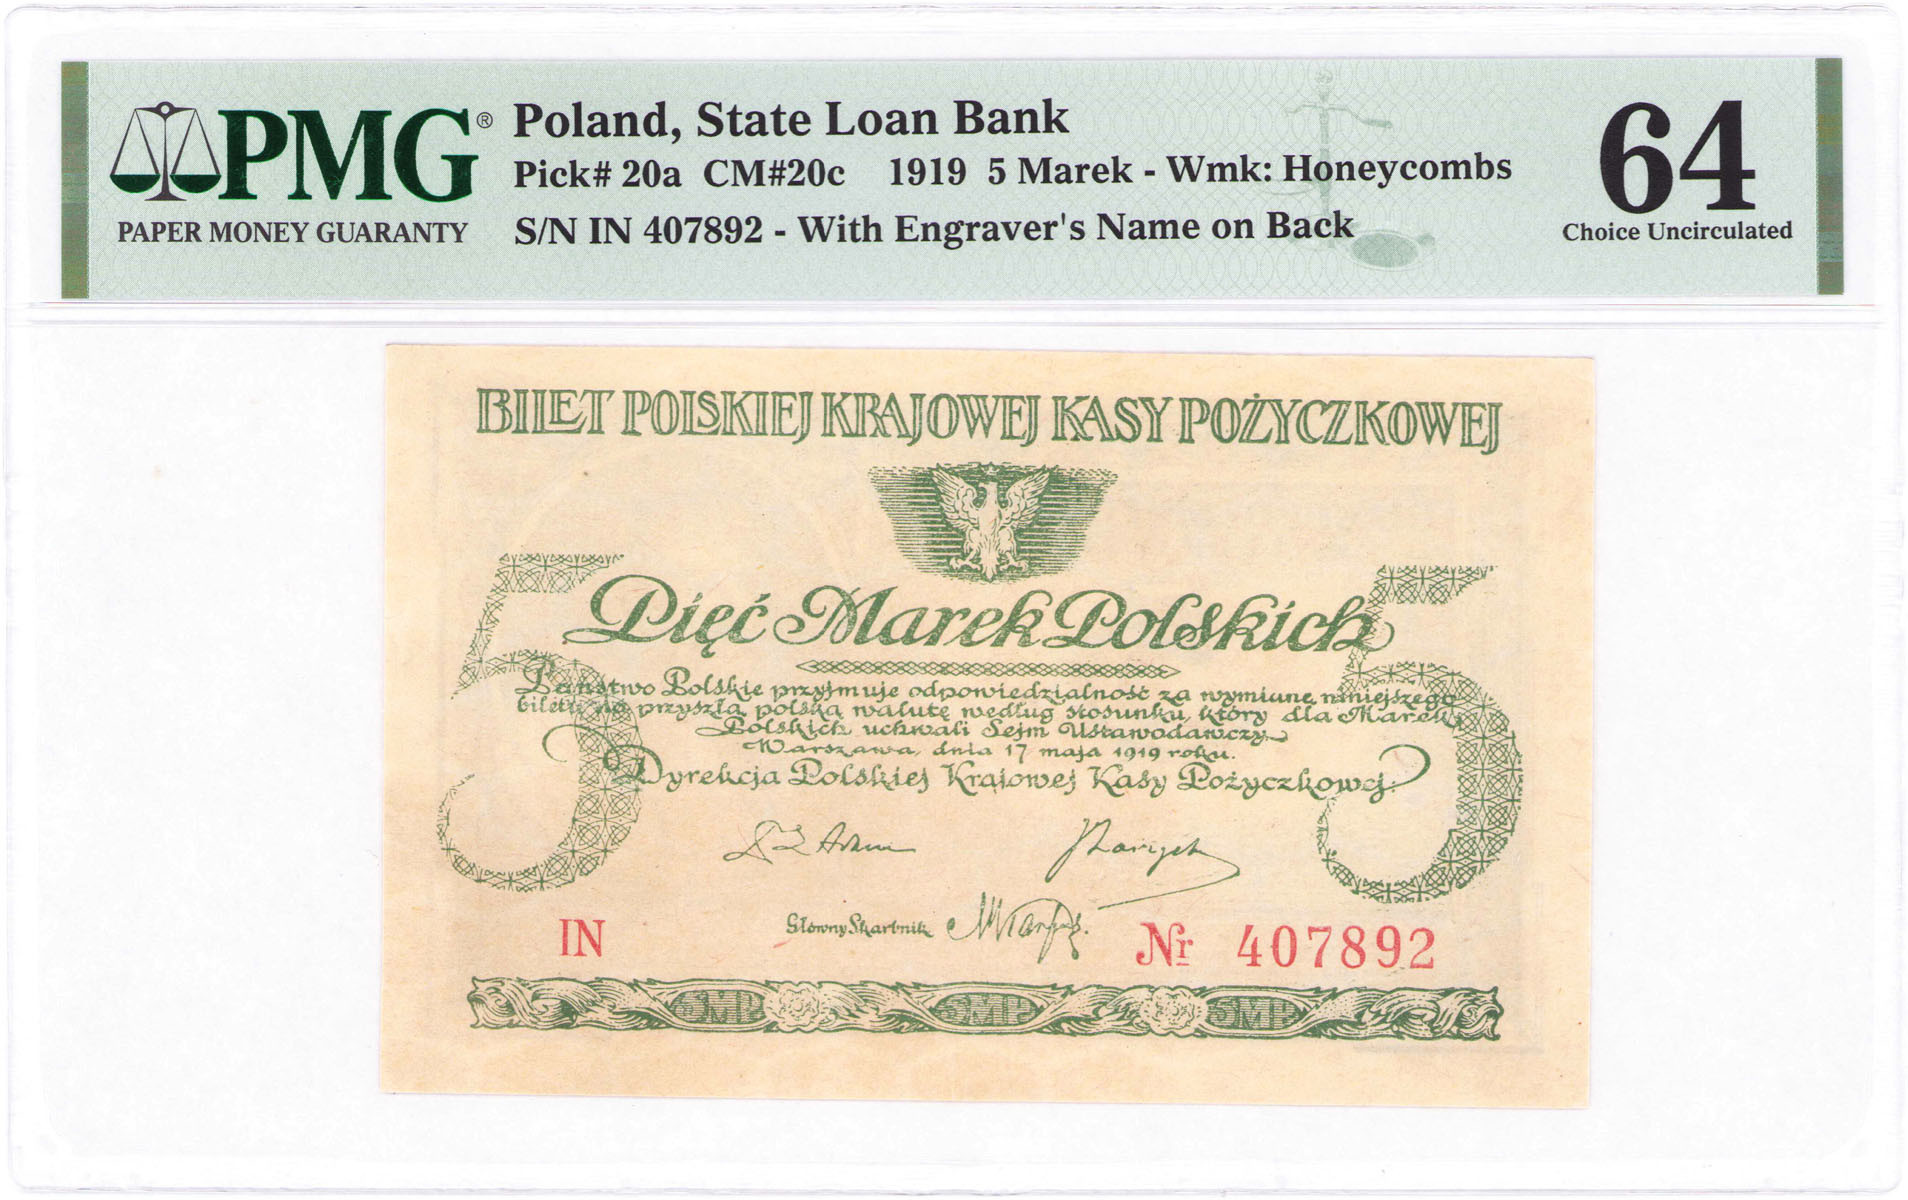 PMG®
PAPER MONEY GUARANTY
Poland, State Loan Bank
Pick# 20a CM#20c 1919 5 Marek - Wmk: Honeycombs
S/N IN 407892 - With Engraver's Name on Back
64
Choice Uncirculated
BILET POLSKIEJ KRAJOWEJ KASY POŻYCZKOWEJ
5 5
Pięć Marek Polskich
Państwo Polskie przyjmuje odpowiedzialność za wymianę niniejszego
biletu na przyszłą polską walutę według stosunku, który dla Marek
Polskich uchwali Sejm Ustawodawczy.
Warszawa, dnia 17 maja 1919 roku.
Dyrekcja Polskiej Krajowej Kasy Pożyczkowej.
Główny Skarbnik
IN Nr 407892
5MP 5MP 5MP